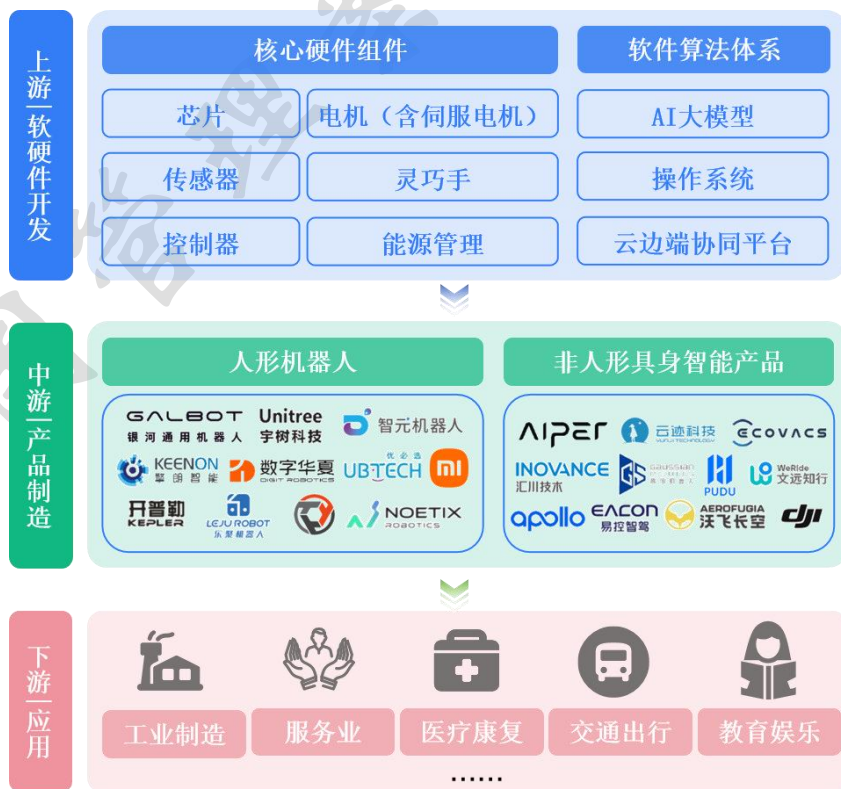 上游|软硬件开发
核心硬件组件
软件算法体系
芯片
电机（含伺服电机）
AI大模型
传感器
灵巧手
操作系统
控制器
能源管理
云边端协同平台
中游|产品制造
人形机器人
非人形具身智能产品
GALBOT
银河通用机器人
Unitree
宇树科技
智元机器人
KEENON
擎朗智能
数字华夏
DIGIT ROBOTICS
优必选
UBTECH
mi
开普勒
KEPLER
LEJU ROBOT
乐聚机器人
NOETIX
ROBOTICS
AIPER
云迹科技
YUNJI TECHNOLOGY
ECOVACS
INOVANCE
汇川技术
GS
PUDU
WeRide
文远知行
apollo
EACON
易控智驾
AEROFUGIA
沃飞长空
dji
下游|应用
工业制造
服务业
医疗康复
交通出行
教育娱乐
······